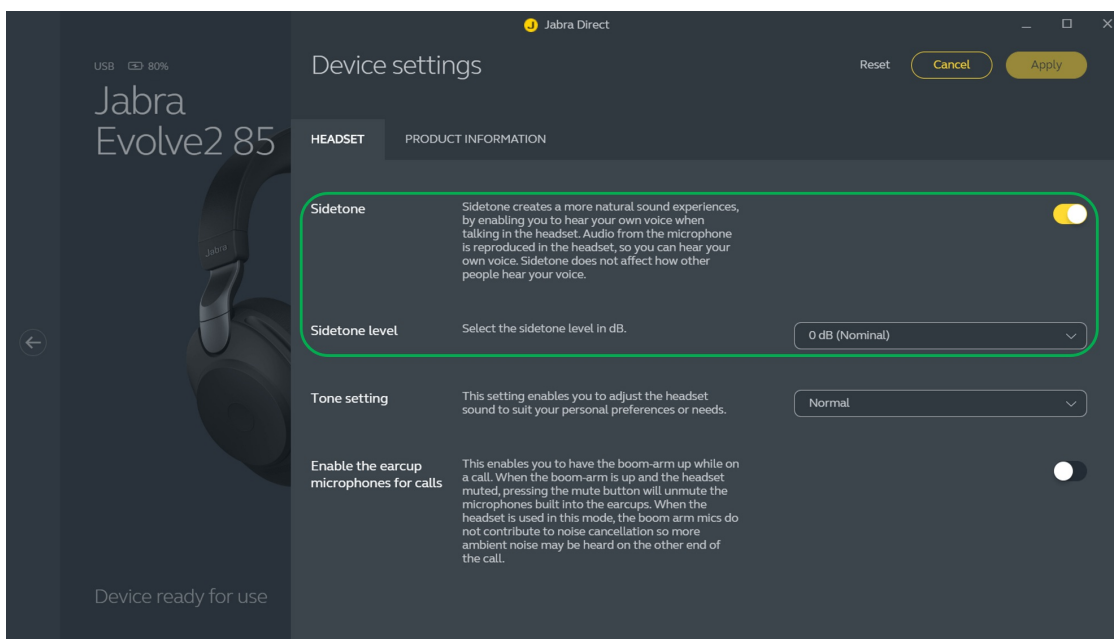 Jabra Direct
USB 80%
Jabra
Evolve2 85
Device settings
Reset
Cancel
Apply
HEADSET
PRODUCT INFORMATION
Sidetone
Sidetone creates a more natural sound experiences,
by enabling you to hear your own voice when
talking in the headset. Audio from the microphone
is reproduced in the headset, so you can hear your
own voice. Sidetone does not affect how other
people hear your voice.
Sidetone level
Select the sidetone level in dB.
0 dB (Nominal)
Tone setting
This setting enables you to adjust the headset
sound to suit your personal preferences or needs.
Normal
Enable the earcup
microphones for calls
This enables you to have the boom-arm up while on
a call. When the boom-arm is up and the headset
muted, pressing the mute button will unmute the
microphones built into the earcups. When the
headset is used in this mode, the boom arm mics do
not contribute to noise cancellation so more
ambient noise may be heard on the other end of
the call.
Jabra
Device ready for use